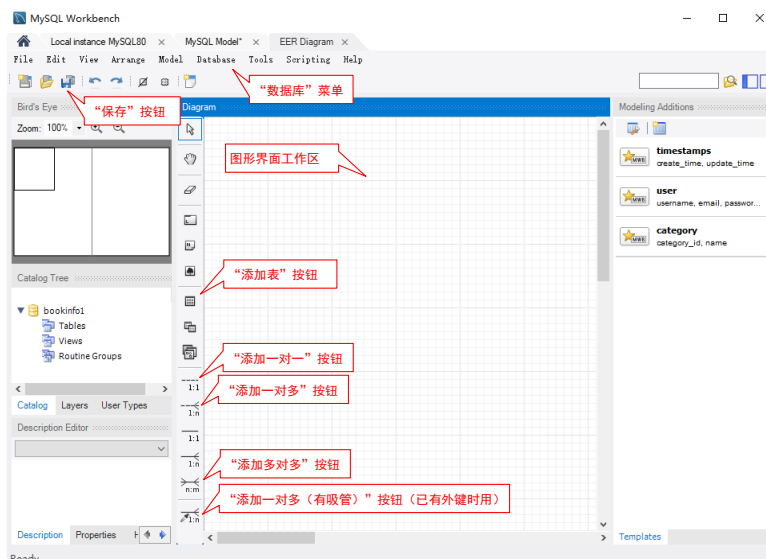 MySQL Workbench
Local instance MySQL80 × MySQL Model* × EER Diagram ×
File Edit View Arrange Model Database Tools Scripting Help
“数据库”菜单
“保存”按钮
Bird's Eye
Diagram
Modeling Additions
Zoom: 100%
图形界面工作区
timestamps
create_time, update_time
user
username, email, passwor...
category
category_id, name
Catalog Tree
“添加表”按钮
bookinfo1
Tables
Views
Routine Groups
“添加一对一”按钮
1:1
“添加一对多”按钮
1:n
Catalog Layers User Types
Description Editor
1:1
“添加多对多”按钮
1:n
n:m
“添加一对多（有吸管）”按钮（已有外键时用）
1:n
Description Properties H
Templates
Ready